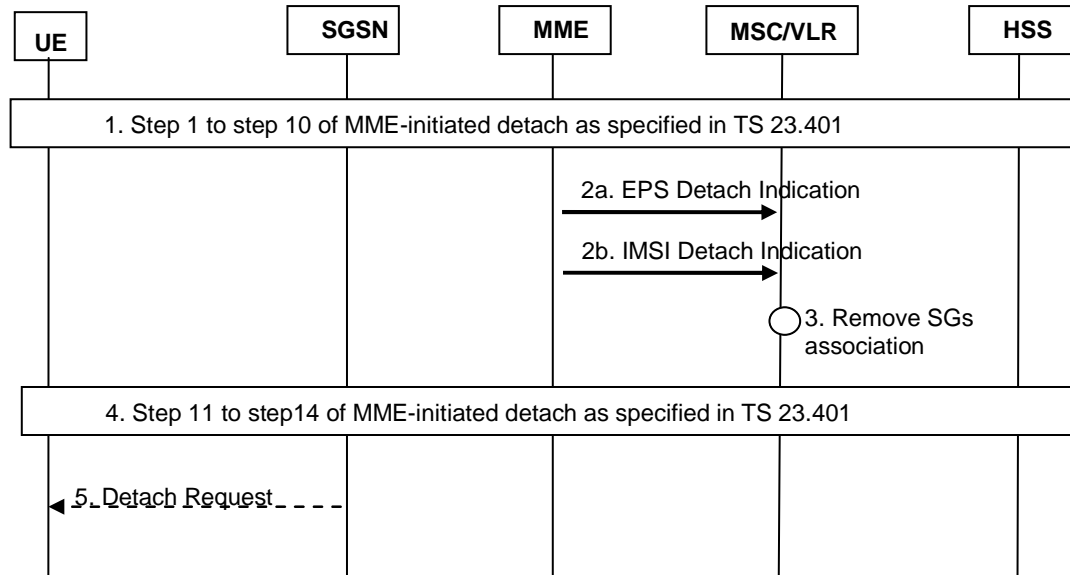 UE
SGSN
MME
MSC/VLR
HSS
1. Step 1 to step 10 of MME-initiated detach as specified in TS 23.401
2a. EPS Detach Indication
2b. IMSI Detach Indication
3. Remove SGs
association
4. Step 11 to step14 of MME-initiated detach as specified in TS 23.401
5. Detach Request